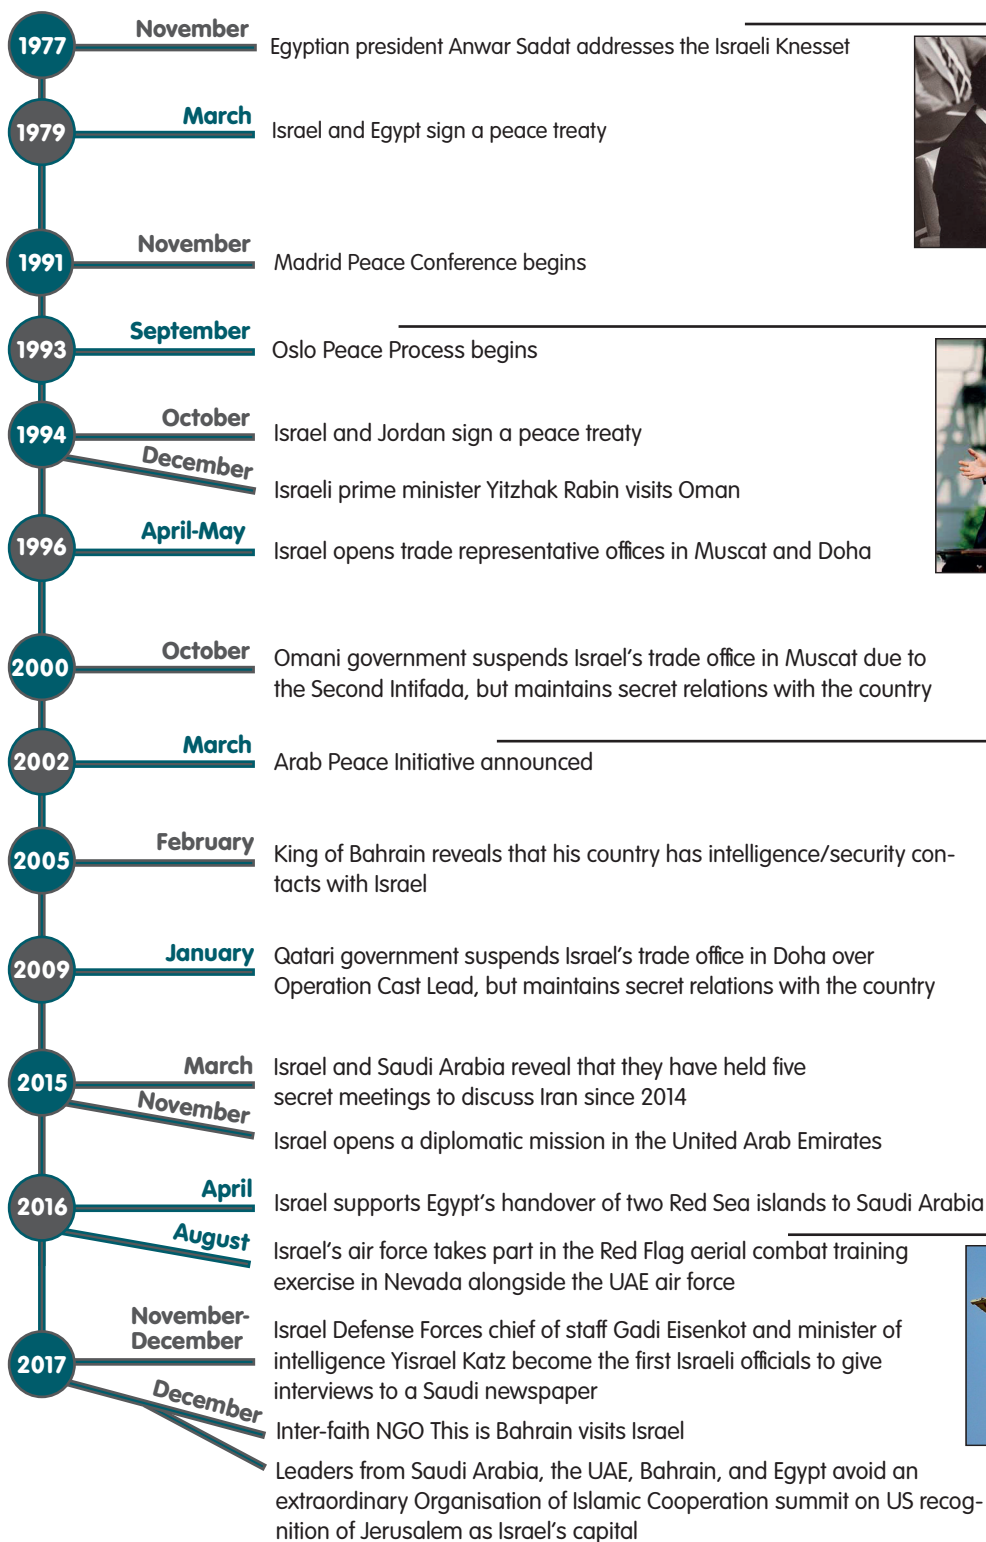 1977
November
Egyptian president Anwar Sadat addresses the Israeli Knesset
1979
March
Israel and Egypt sign a peace treaty
1991
November
Madrid Peace Conference begins
1993
September
Oslo Peace Process begins
1994
October
Israel and Jordan sign a peace treaty
December
Israeli prime minister Yitzhak Rabin visits Oman
1996
April-May
Israel opens trade representative offices in Muscat and Doha
2000
October
Omani government suspends Israel’s trade office in Muscat due to
the Second Intifada, but maintains secret relations with the country
2002
March
Arab Peace Initiative announced
2005
February
King of Bahrain reveals that his country has intelligence/security con-
tacts with Israel
2009
January
Qatari government suspends Israel’s trade office in Doha over
Operation Cast Lead, but maintains secret relations with the country
2015
March
Israel and Saudi Arabia reveal that they have held five
secret meetings to discuss Iran since 2014
November
Israel opens a diplomatic mission in the United Arab Emirates
2016
April
Israel supports Egypt’s handover of two Red Sea islands to Saudi Arabia
August
Israel’s air force takes part in the Red Flag aerial combat training
exercise in Nevada alongside the UAE air force
2017
November-
December
Israel Defense Forces chief of staff Gadi Eisenkot and minister of
intelligence Yisrael Katz become the first Israeli officials to give
interviews to a Saudi newspaper
December
Inter-faith NGO This is Bahrain visits Israel
Leaders from Saudi Arabia, the UAE, Bahrain, and Egypt avoid an
extraordinary Organisation of Islamic Cooperation summit on US recog-
nition of Jerusalem as Israel’s capital